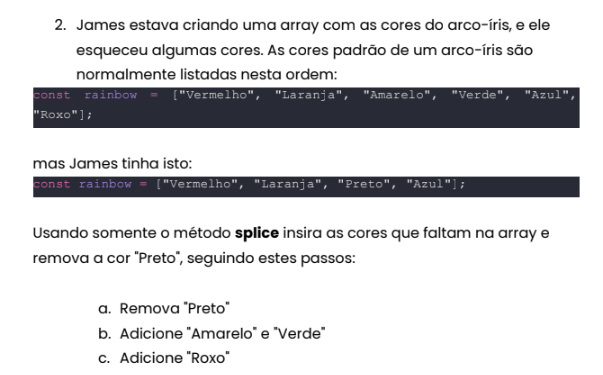 2. James estava criando uma array com as cores do arco-íris, e ele
esqueceu algumas cores. As cores padrão de um arco-íris são
normalmente listadas nesta ordem:
const rainbow = ["Vermelho", "Laranja", "Amarelo", "Verde", "Azul",
"Roxo"];
mas James tinha isto:
const rainbow = ["Vermelho", "Laranja", "Preto", "Azul"];
Usando somente o método splice insira as cores que faltam na array e
remova a cor "Preto", seguindo estes passos:
a. Remova "Preto"
b. Adicione "Amarelo" e "Verde"
c. Adicione "Roxo"